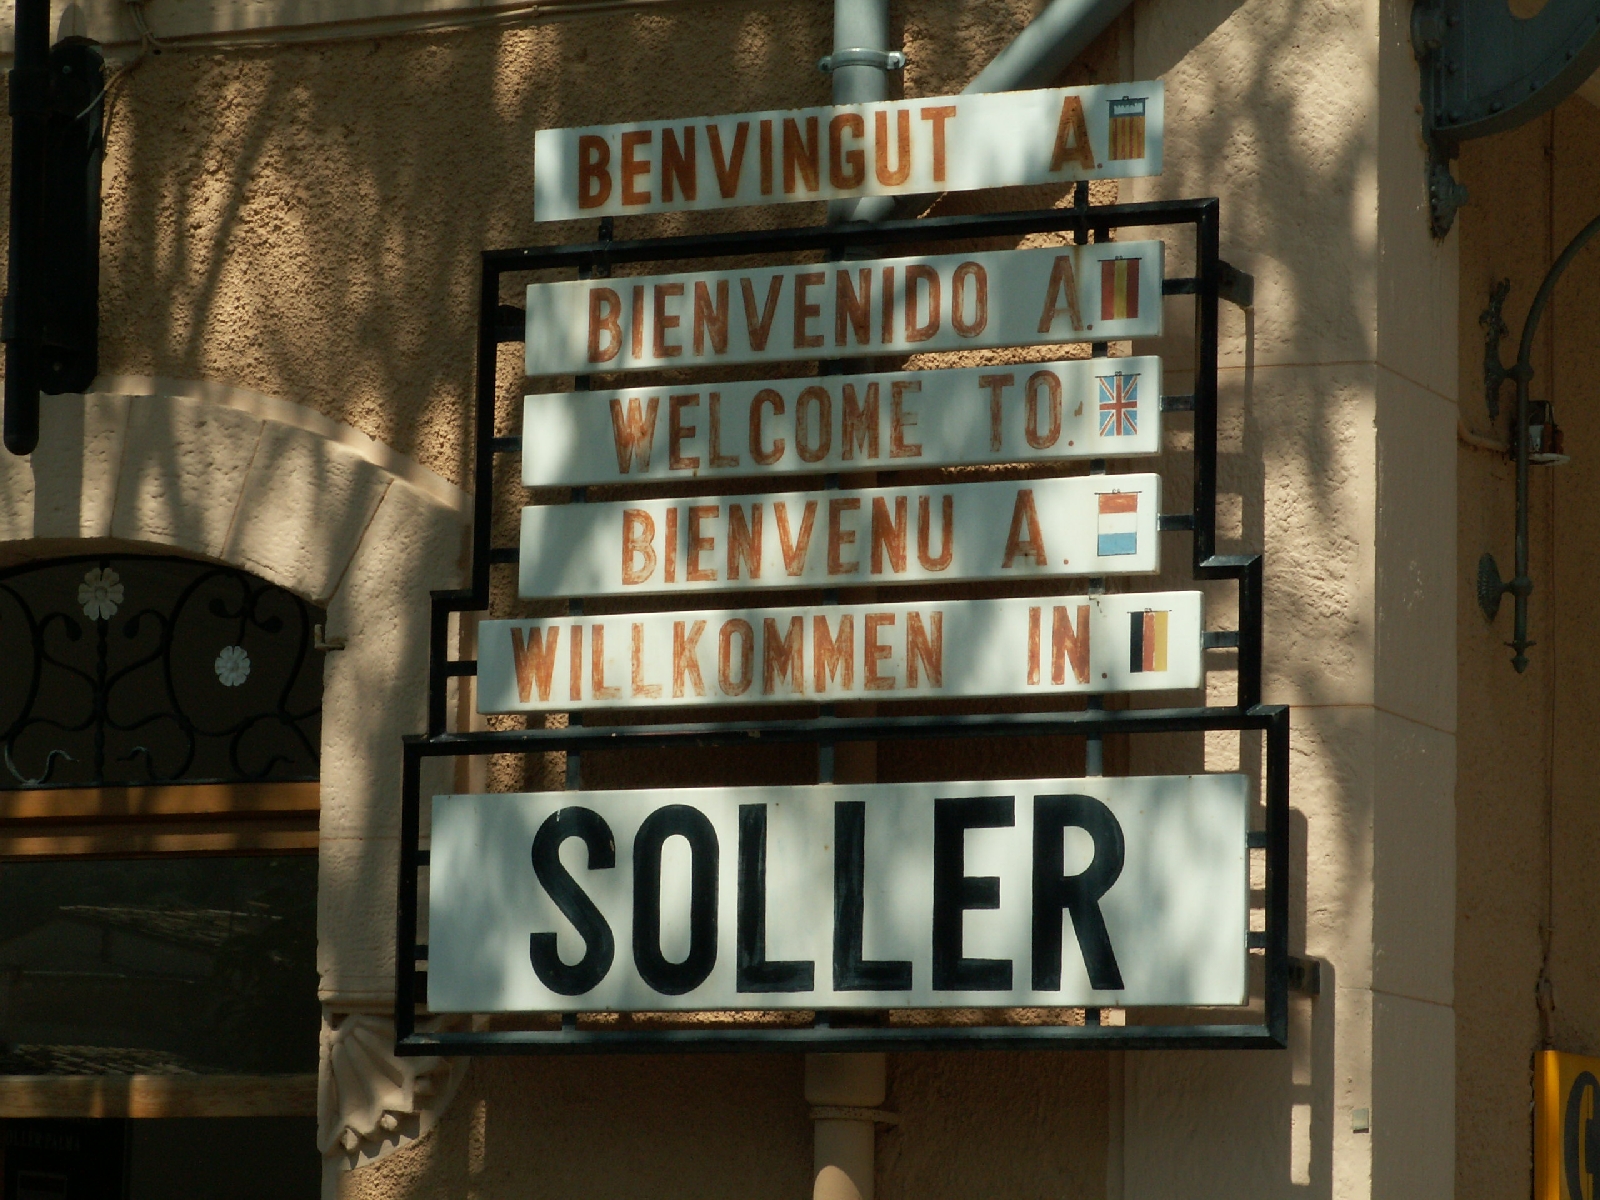 BENVINGUT A.
BIENVENIDO A.
WELCOME TO.
BIENVENU A.
WILLKOMMEN IN.
SOLLER